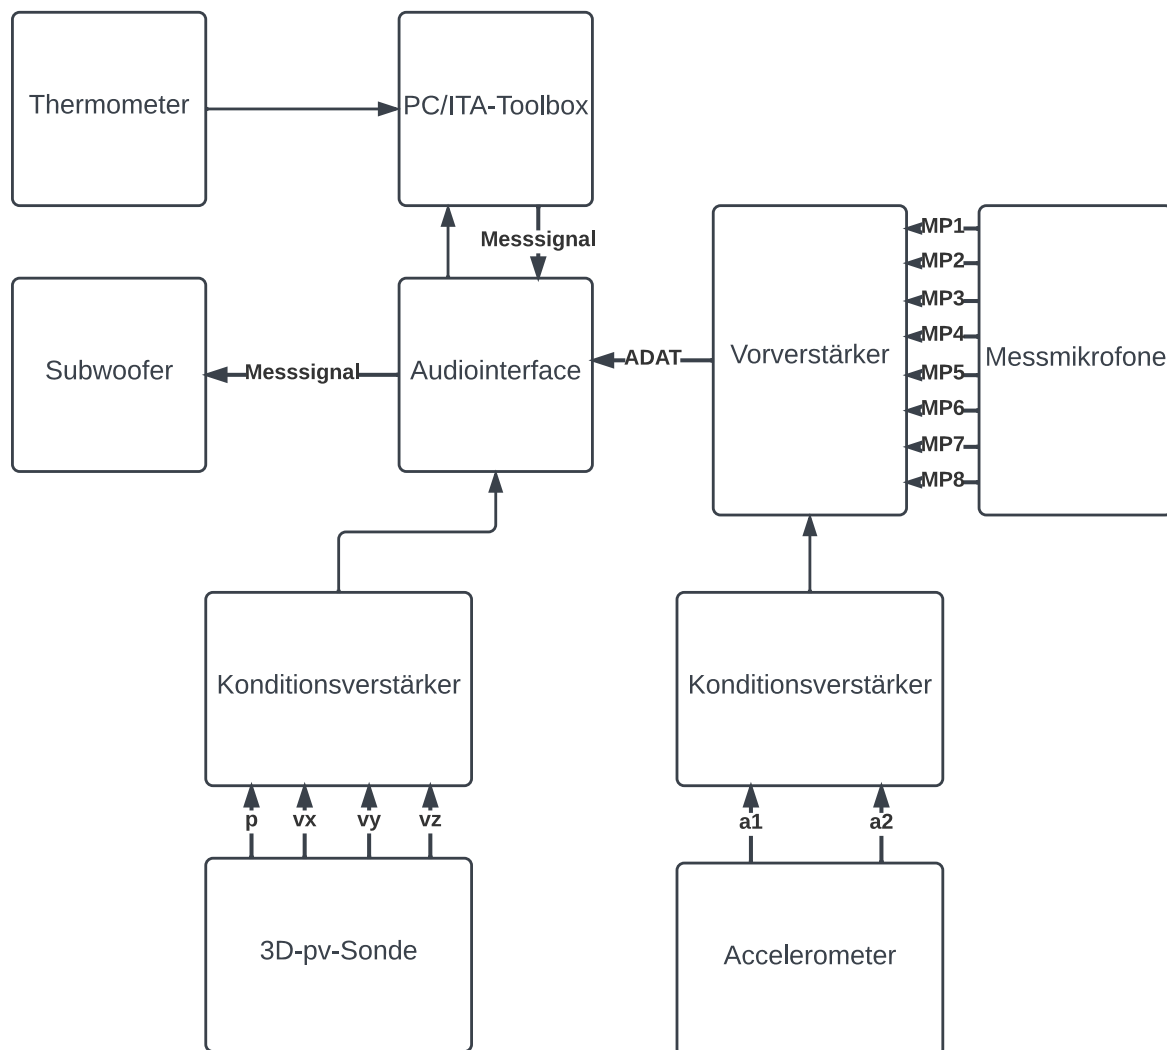 Thermometer
PC/ITA-Toolbox
Messsignal
MP1
MP2
MP3
MP4
MP5
MP6
MP7
MP8
Subwoofer
Messsignal
Audiointerface
ADAT
Vorverstärker
Messmikrofone
Konditionsverstärker
Konditionsverstärker
p
vx
vy
vz
a1
a2
3D-pv-Sonde
Accelerometer